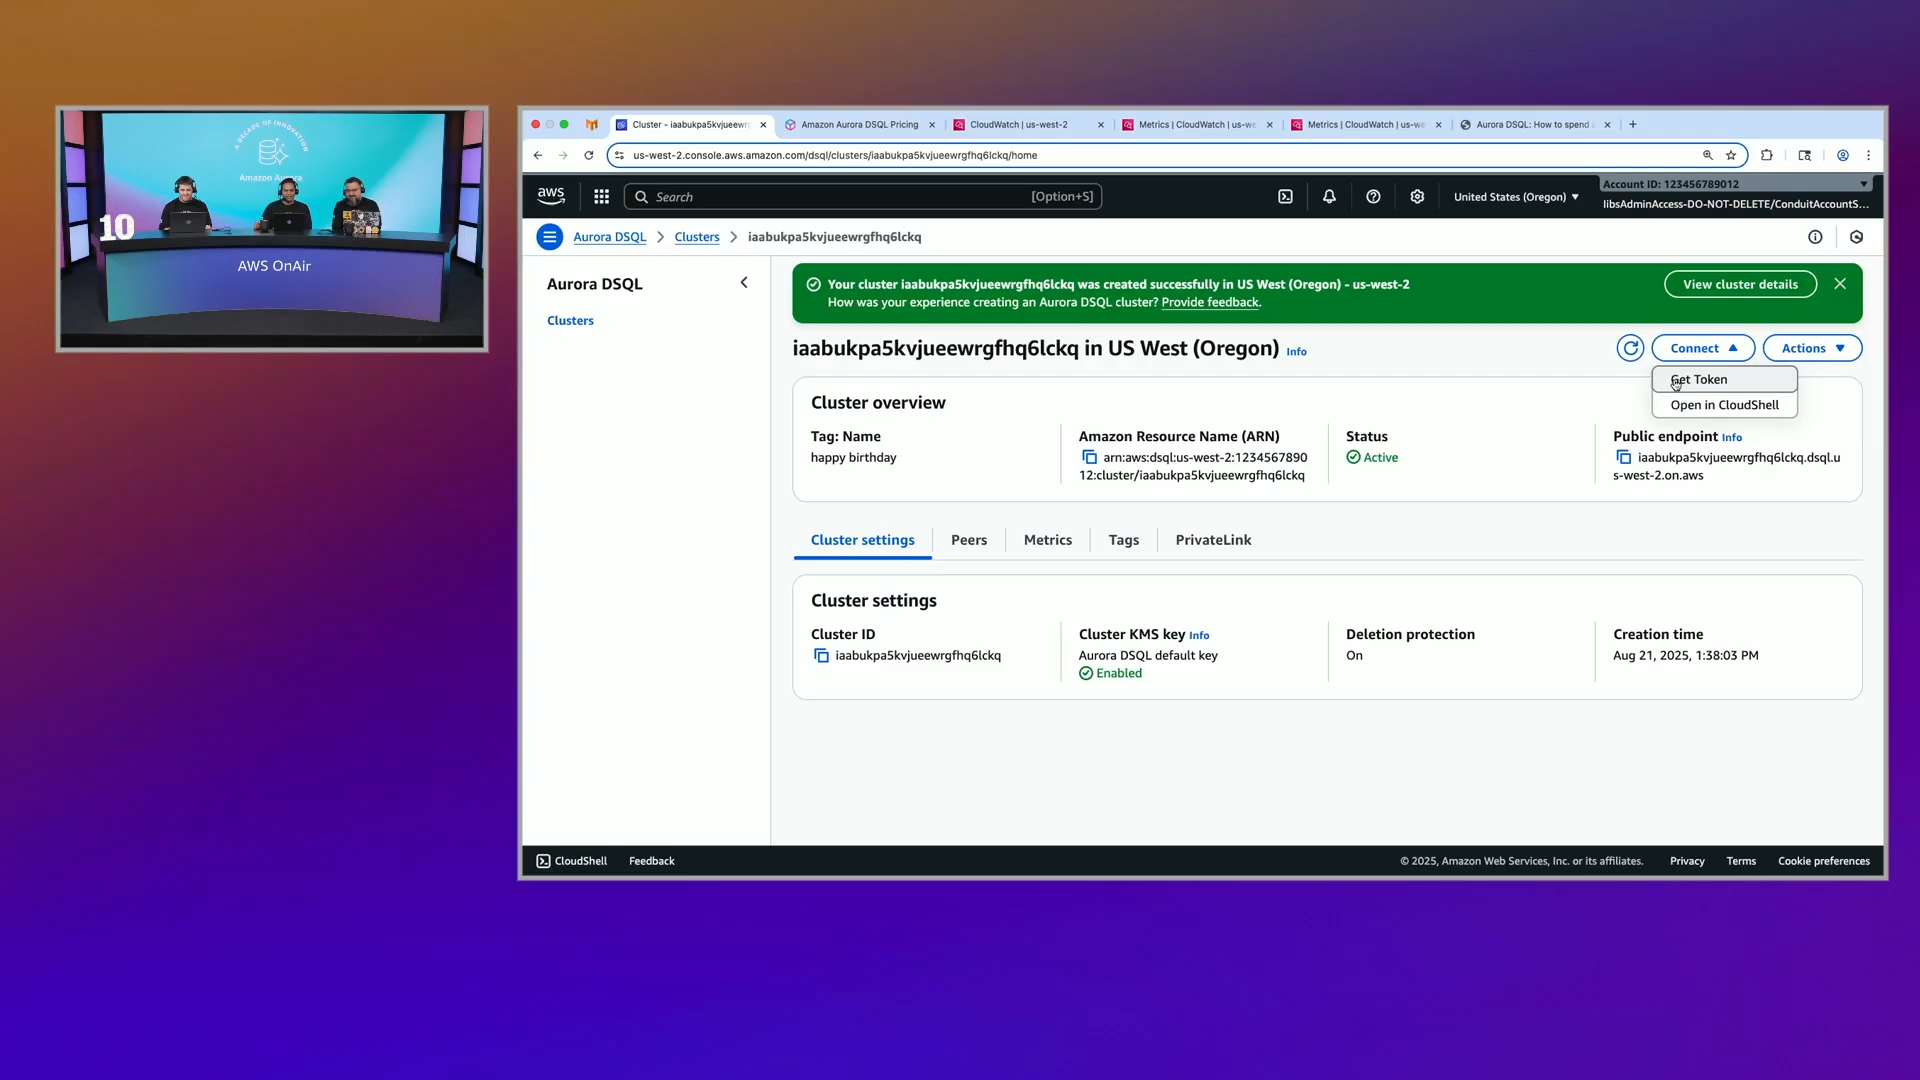 A DECADE OF INNOVATION
Amazon Aurora
10
AWS OnAir
Cluster - iaabukpa5kvjueewr
Amazon Aurora DSQL Pricing
CloudWatch | us-west-2
Metrics | CloudWatch | us-we
Metrics | CloudWatch | us-we
Aurora DSQL: How to spend
us-west-2.console.aws.amazon.com/dsql/clusters/iaabukpa5kvjueewrgfhq6lckq/home
aws
Search
[Option+S]
United States (Oregon)
Account ID: 123456789012
libsAdminAccess-DO-NOT-DELETE/ConduitAccountS...
Aurora DSQL
Clusters
iaabukpa5kvjueewrgfhq6lckq
Aurora DSQL
Clusters
Your cluster iaabukpa5kvjueewrgfhq6lckq was created successfully in US West (Oregon) - us-west-2
How was your experience creating an Aurora DSQL cluster? Provide feedback.
View cluster details
iaabukpa5kvjueewrgfhq6lckq in US West (Oregon) Info
Connect
Actions
Get Token
Open in CloudShell
Cluster overview
Tag: Name
happy birthday
Amazon Resource Name (ARN)
arn:aws:dsql:us-west-2:1234567890
12:cluster/iaabukpa5kvjueewrgfhq6lckq
Status
Active
Public endpoint Info
iaabukpa5kvjueewrgfhq6lckq.dsql.u
s-west-2.on.aws
Cluster settings
Peers
Metrics
Tags
PrivateLink
Cluster settings
Cluster ID
iaabukpa5kvjueewrgfhq6lckq
Cluster KMS key Info
Aurora DSQL default key
Enabled
Deletion protection
On
Creation time
Aug 21, 2025, 1:38:03 PM
CloudShell
Feedback
© 2025, Amazon Web Services, Inc. or its affiliates.
Privacy
Terms
Cookie preferences